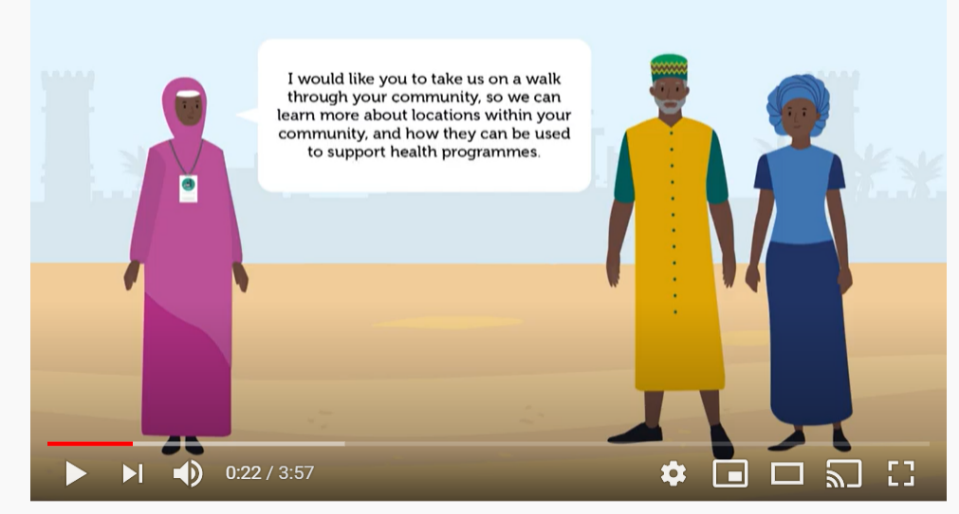 I would like you to take us on a walk
through your community, so we can
learn more about locations within your
community, and how they can be used
to support health programmes.
0:22 / 3:57